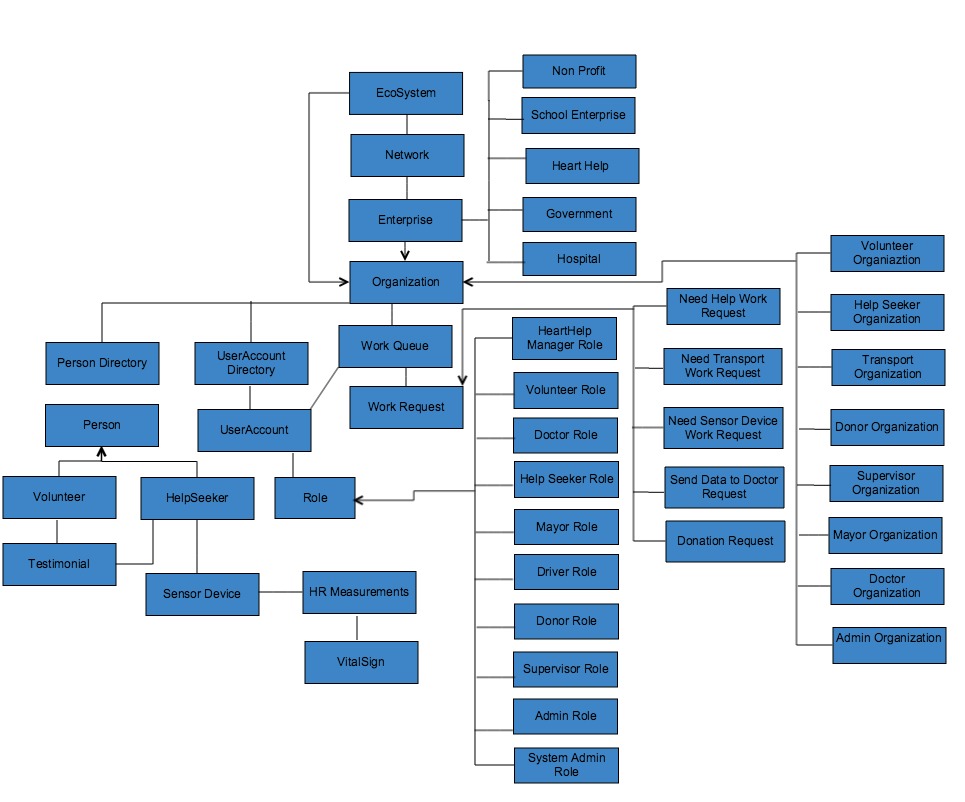 EcoSystem
Network
Enterprise
Organization
Non Profit
School Enterprise
Heart Help
Government
Hospital
Person Directory
UserAccount
Directory
Work Queue
Work Request
UserAccount
Role
Person
Volunteer
HelpSeeker
Testimonial
Sensor Device
HR Measurements
VitalSign
HeartHelp
Manager Role
Volunteer Role
Doctor Role
Help Seeker Role
Mayor Role
Driver Role
Donor Role
Supervisor Role
Admin Role
System Admin
Role
Need Help Work
Request
Need Transport
Work Request
Need Sensor Device
Work Request
Send Data to Doctor
Request
Donation Request
Volunteer
Organiaztion
Help Seeker
Organization
Transport
Organization
Donor Organization
Supervisor
Organization
Mayor Organization
Doctor
Organization
Admin Organization